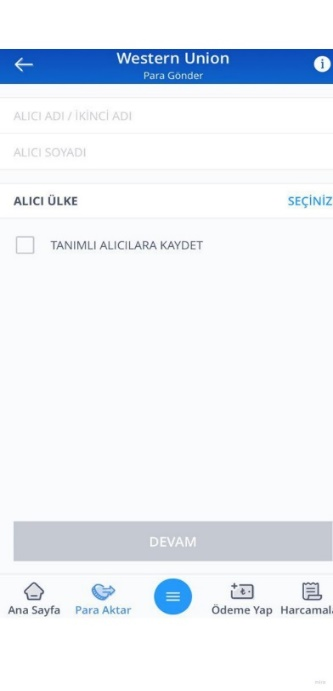 Western Union
Para Gönder
ALICI ADI / İKİNCİ ADI
ALICI SOYADI
ALICI ÜLKE SEÇİNİZ
TANIMLI ALICILARA KAYDET
DEVAM
Ana Sayfa Para Aktar Ödeme Yap Harcamala